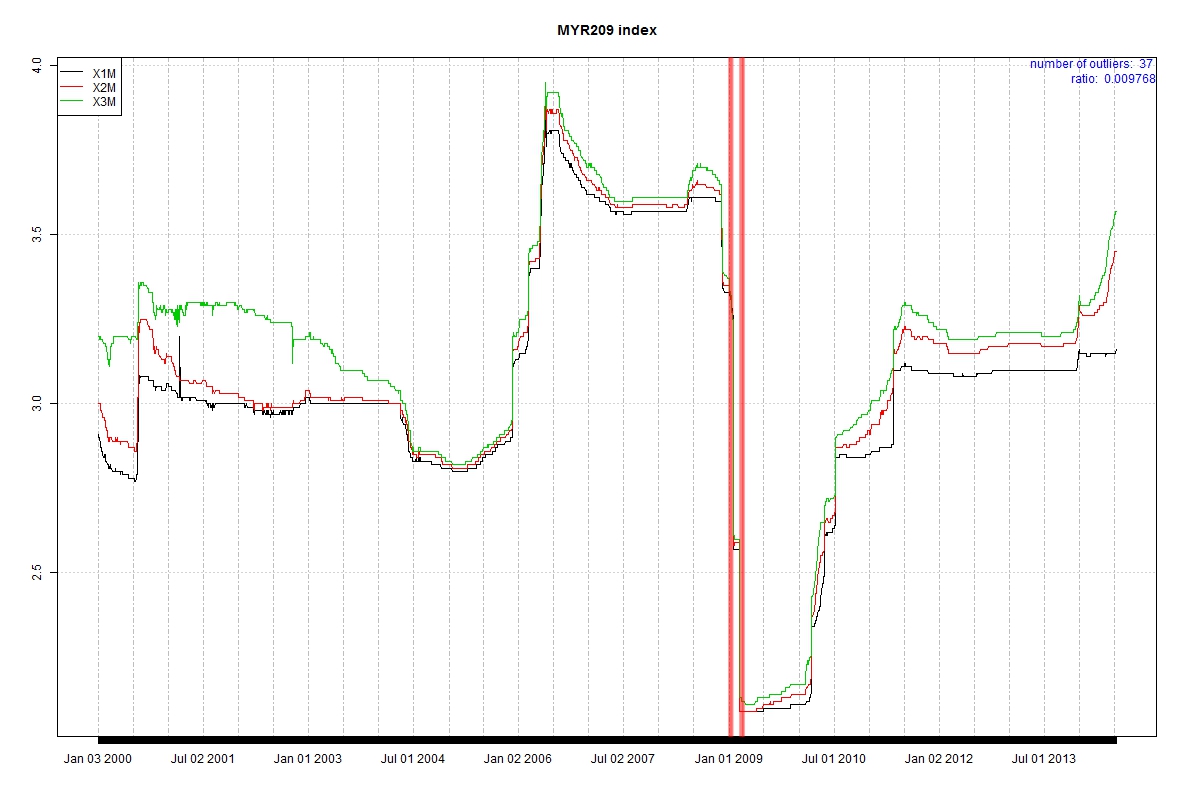 MYR209 index
number of outliers: 37
ratio: 0.009768
X1M
X2M
X3M
4.0
3.5
3.0
2.5
Jan 03 2000 Jul 02 2001 Jan 01 2003 Jul 01 2004 Jan 02 2006 Jul 02 2007 Jan 01 2009 Jul 01 2010 Jan 02 2012 Jul 01 2013